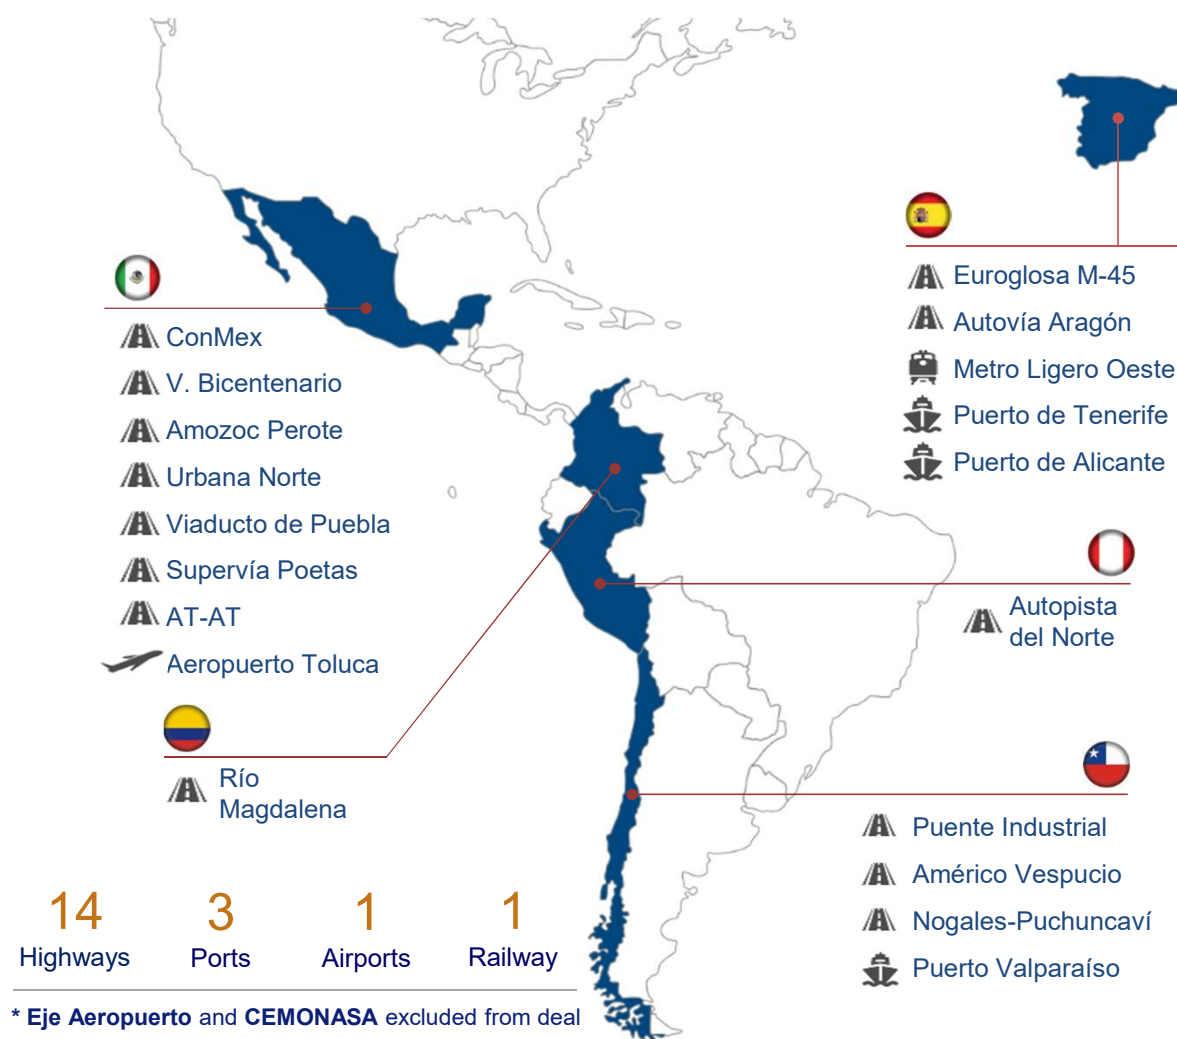 ConMex
V. Bicentenario
Amozoc Perote
Urbana Norte
Viaducto de Puebla
Supervía Poetas
AT-AT
Aeropuerto Toluca
Euroglosa M-45
Autovía Aragón
Metro Ligero Oeste
Puerto de Tenerife
Puerto de Alicante
Autopista
del Norte
Río
Magdalena
Puente Industrial
Américo Vespucio
Nogales-Puchuncaví
Puerto Valparaíso
14
Highways
3
Ports
1
Airports
1
Railway
* Eje Aeropuerto and CEMONASA excluded from deal